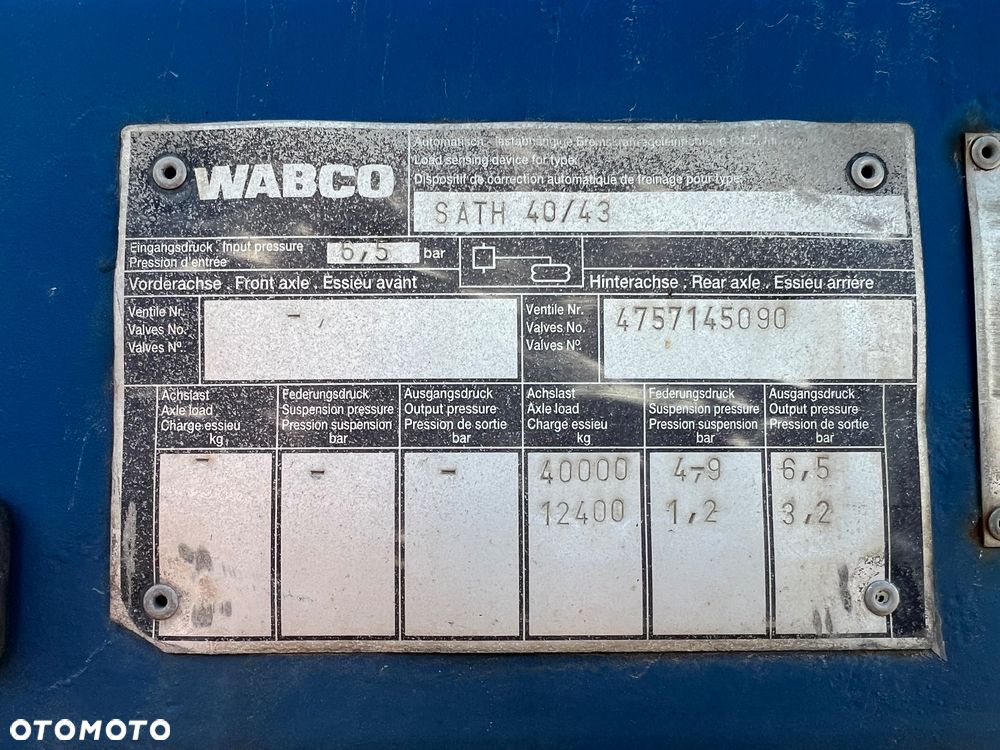 WABCO
Load sensing device for type:
Dispositif de correction automatique de freinage pour type:
SATH 40/43
Eingangsdruck . Input pressure
Pression d'entrée
6,5 bar
Vorderachse . Front axle . Essieu avant
Hinterachse . Rear axle . Essieu arrière
Ventile Nr.
Valves No.
Valves Nº
-
Ventile Nr.
Valves No.
Valves Nº.
4757145090
Achslast
Axle load
Charge essieu
kg
Federungsdruck
Suspension pressure
Pression suspension
bar
Ausgangsdruck
Output pressure
Pression de sortie
bar
Achslast
Axle load
Charge essieu
kg
Federungsdruck
Suspension pressure
Pression suspension
bar
Ausgangsdruck
Output pressure
Pression de sortie
bar
- - - 40000 4-9 6,5
12400 1,2 3,2
OTOMOTO